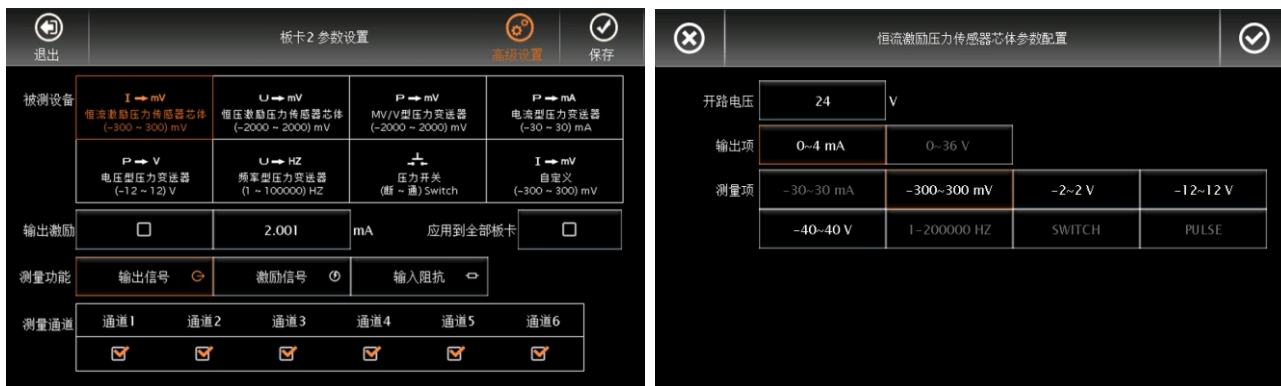 退出
板卡2 参数设置
高级设置
保存
被测设备
I → mV
恒流激励压力传感器芯体
(-300 ~ 300) mV
U → mV
恒压激励压力传感器芯体
(-2000 ~ 2000) mV
P → mV
MV/V型压力变送器
(-2000 ~ 2000) mV
P → mA
电流型压力变送器
(-30 ~ 30) mA
P → V
电压型压力变送器
(-12 ~ 12) V
U → HZ
频率型压力变送器
(1 ~ 100000) HZ
压力开关
(断 ~ 通) Switch
I → mV
自定义
(-300 ~ 300) mV
输出激励
2.001
mA
应用到全部板卡
测量功能
输出信号
激励信号
输入阻抗
测量通道
通道1 通道2 通道3 通道4 通道5 通道6
恒流激励压力传感器芯体参数配置
开路电压
24
V
输出项
0~4 mA
0~36 V
测量项
-30~30 mA
-300~300 mV
-2~2 V
-12~12 V
-40~40 V
1-200000 HZ
SWITCH
PULSE